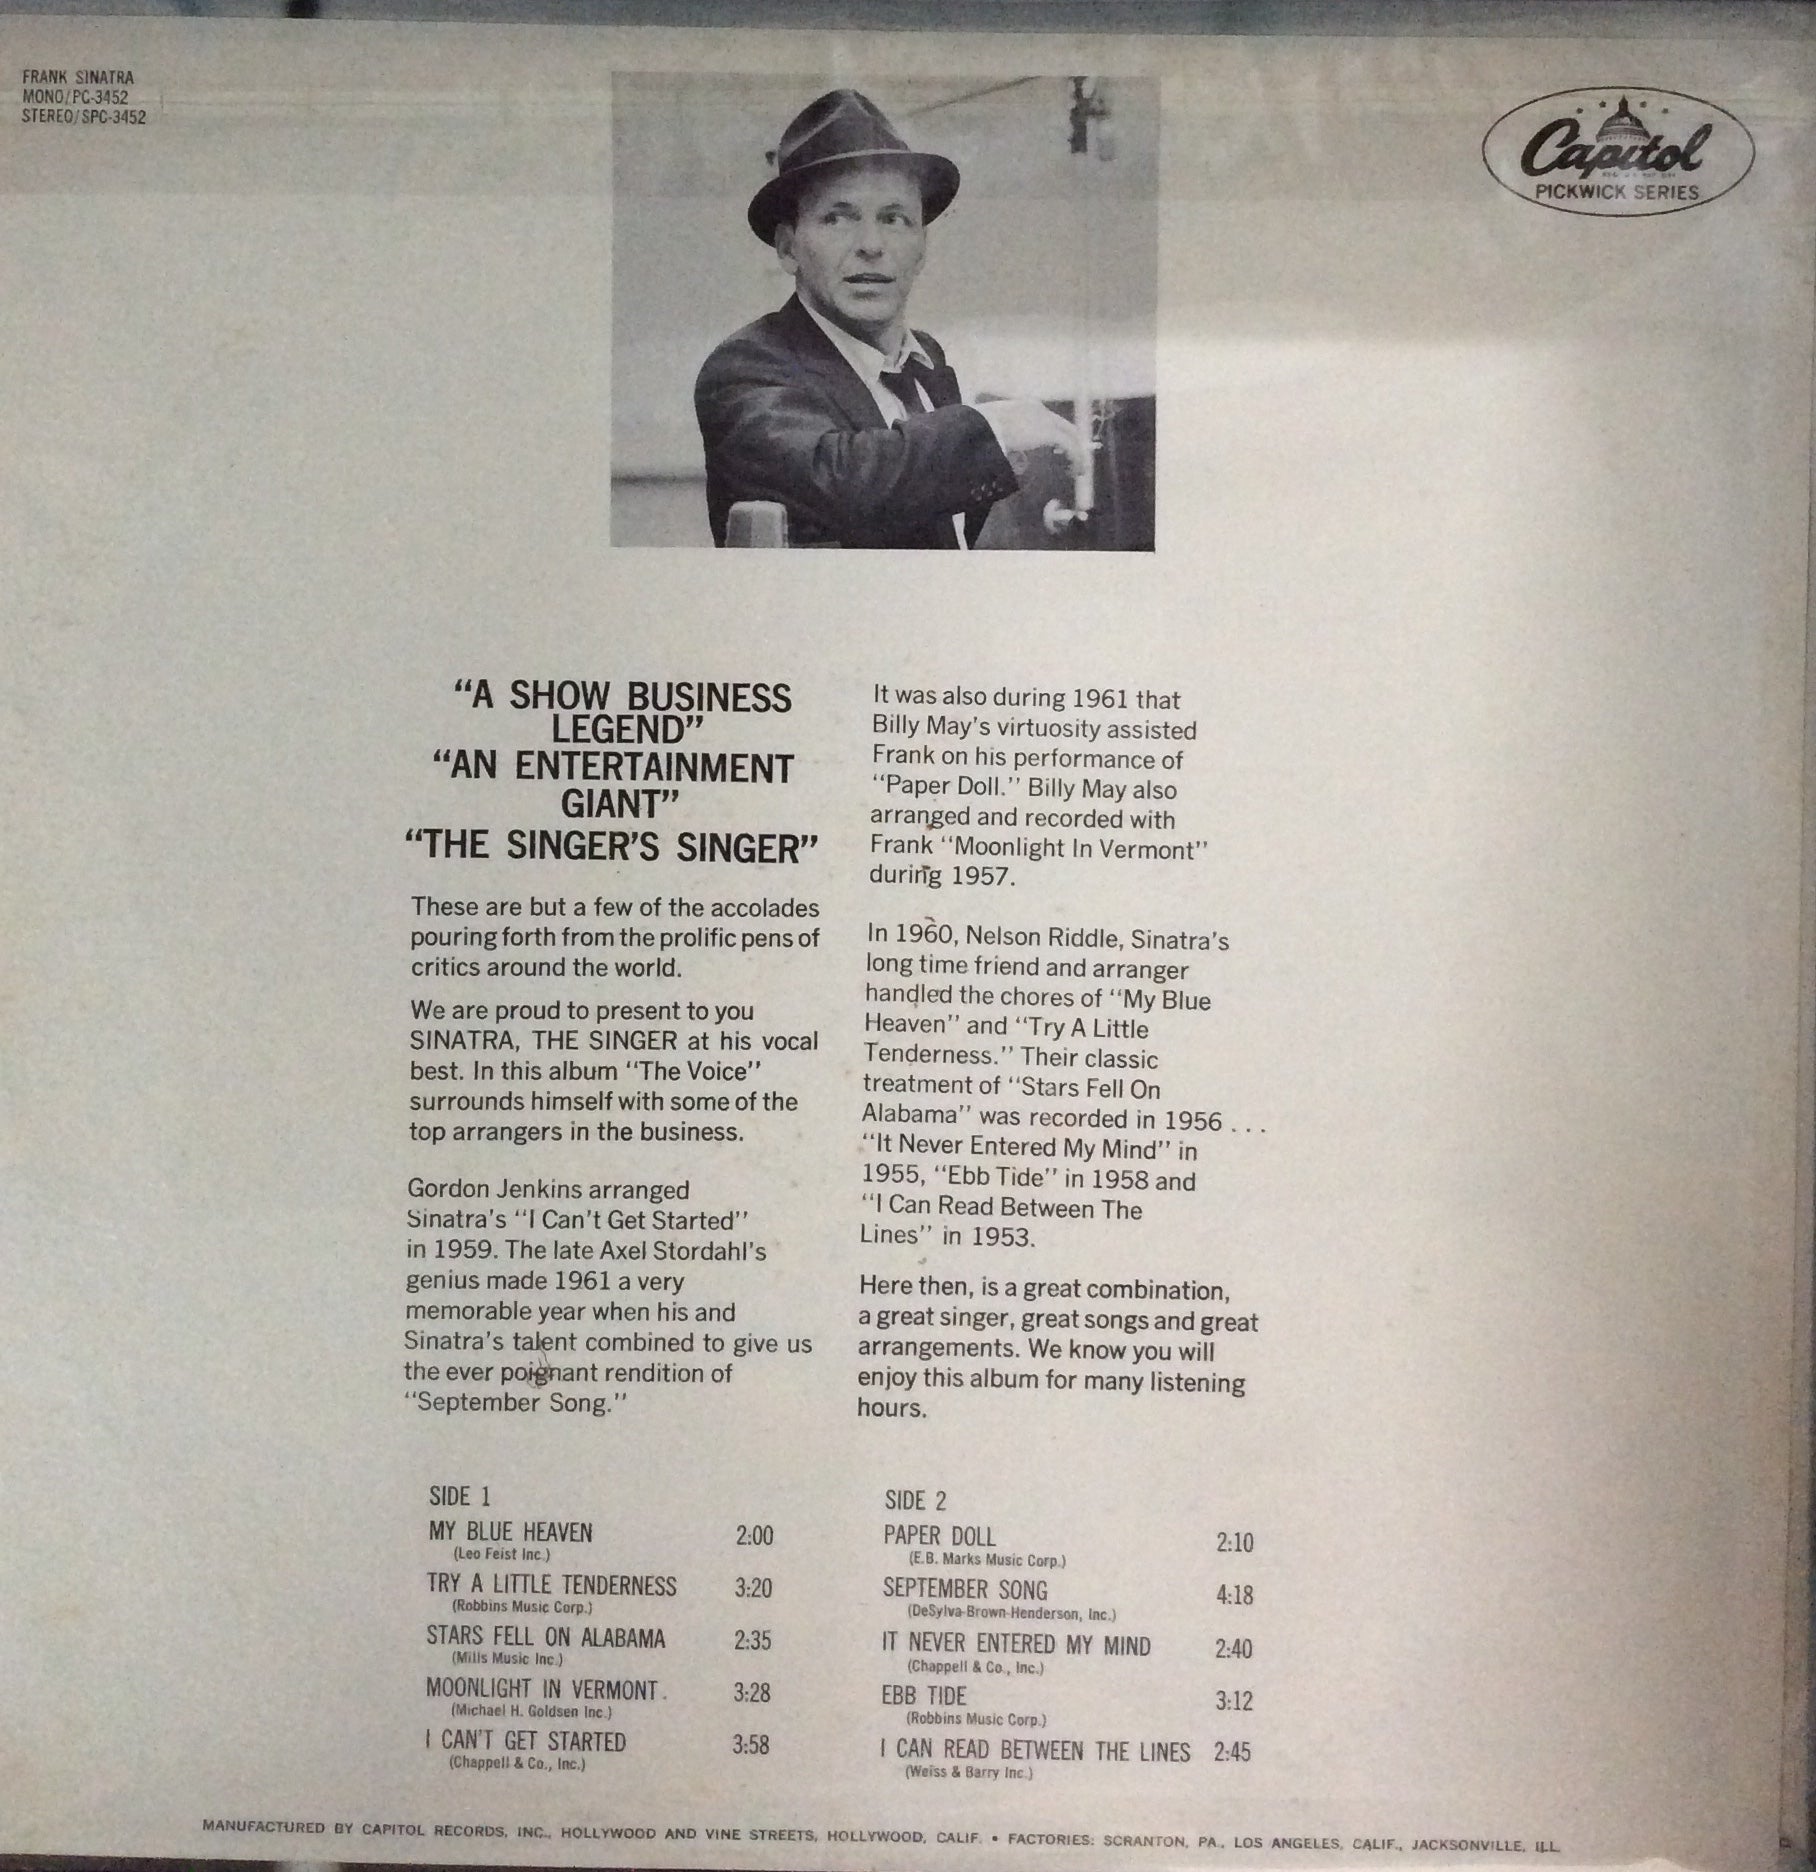 FRANK SINATRA
MONO/PC-3452
STEREO/SPC-3452
Capitol
PICKWICK SERIES
“A SHOW BUSINESS
LEGEND”
“AN ENTERTAINMENT
GIANT”
“THE SINGER’S SINGER”
These are but a few of the accolades
pouring forth from the prolific pens of
critics around the world.
We are proud to present to you
SINATRA, THE SINGER at his vocal
best. In this album “The Voice”
surrounds himself with some of the
top arrangers in the business.
Gordon Jenkins arranged
Sinatra’s “I Can’t Get Started”
in 1959. The late Axel Stordahl’s
genius made 1961 a very
memorable year when his and
Sinatra’s talent combined to give us
the ever poignant rendition of
“September Song.”
It was also during 1961 that
Billy May’s virtuosity assisted
Frank on his performance of
“Paper Doll.” Billy May also
arranged and recorded with
Frank “Moonlight In Vermont”
during 1957.
In 1960, Nelson Riddle, Sinatra’s
long time friend and arranger
handled the chores of “My Blue
Heaven” and “Try A Little
Tenderness.” Their classic
treatment of “Stars Fell On
Alabama” was recorded in 1956 . . .
“It Never Entered My Mind” in
1955, “Ebb Tide” in 1958 and
“I Can Read Between The
Lines” in 1953.
Here then, is a great combination,
a great singer, great songs and great
arrangements. We know you will
enjoy this album for many listening
hours.
SIDE 1
MY BLUE HEAVEN 2:00
(Leo Feist Inc.)
TRY A LITTLE TENDERNESS 3:20
(Robbins Music Corp.)
STARS FELL ON ALABAMA 2:35
(Mills Music Inc.)
MOONLIGHT IN VERMONT. 3:28
(Michael H. Goldsen Inc.)
I CAN’T GET STARTED 3:58
(Chappell & Co., Inc.)
SIDE 2
PAPER DOLL 2:10
(E.B. Marks Music Corp.)
SEPTEMBER SONG 4:18
(DeSylva-Brown-Henderson, Inc.)
IT NEVER ENTERED MY MIND 2:40
(Chappell & Co., Inc.)
EBB TIDE 3:12
(Robbins Music Corp.)
I CAN READ BETWEEN THE LINES 2:45
(Weiss & Barry Inc.)
MANUFACTURED BY CAPITOL RECORDS, INC., HOLLYWOOD AND VINE STREETS, HOLLYWOOD, CALIF. • FACTORIES: SCRANTON, PA., LOS ANGELES, CALIF., JACKSONVILLE, ILL.